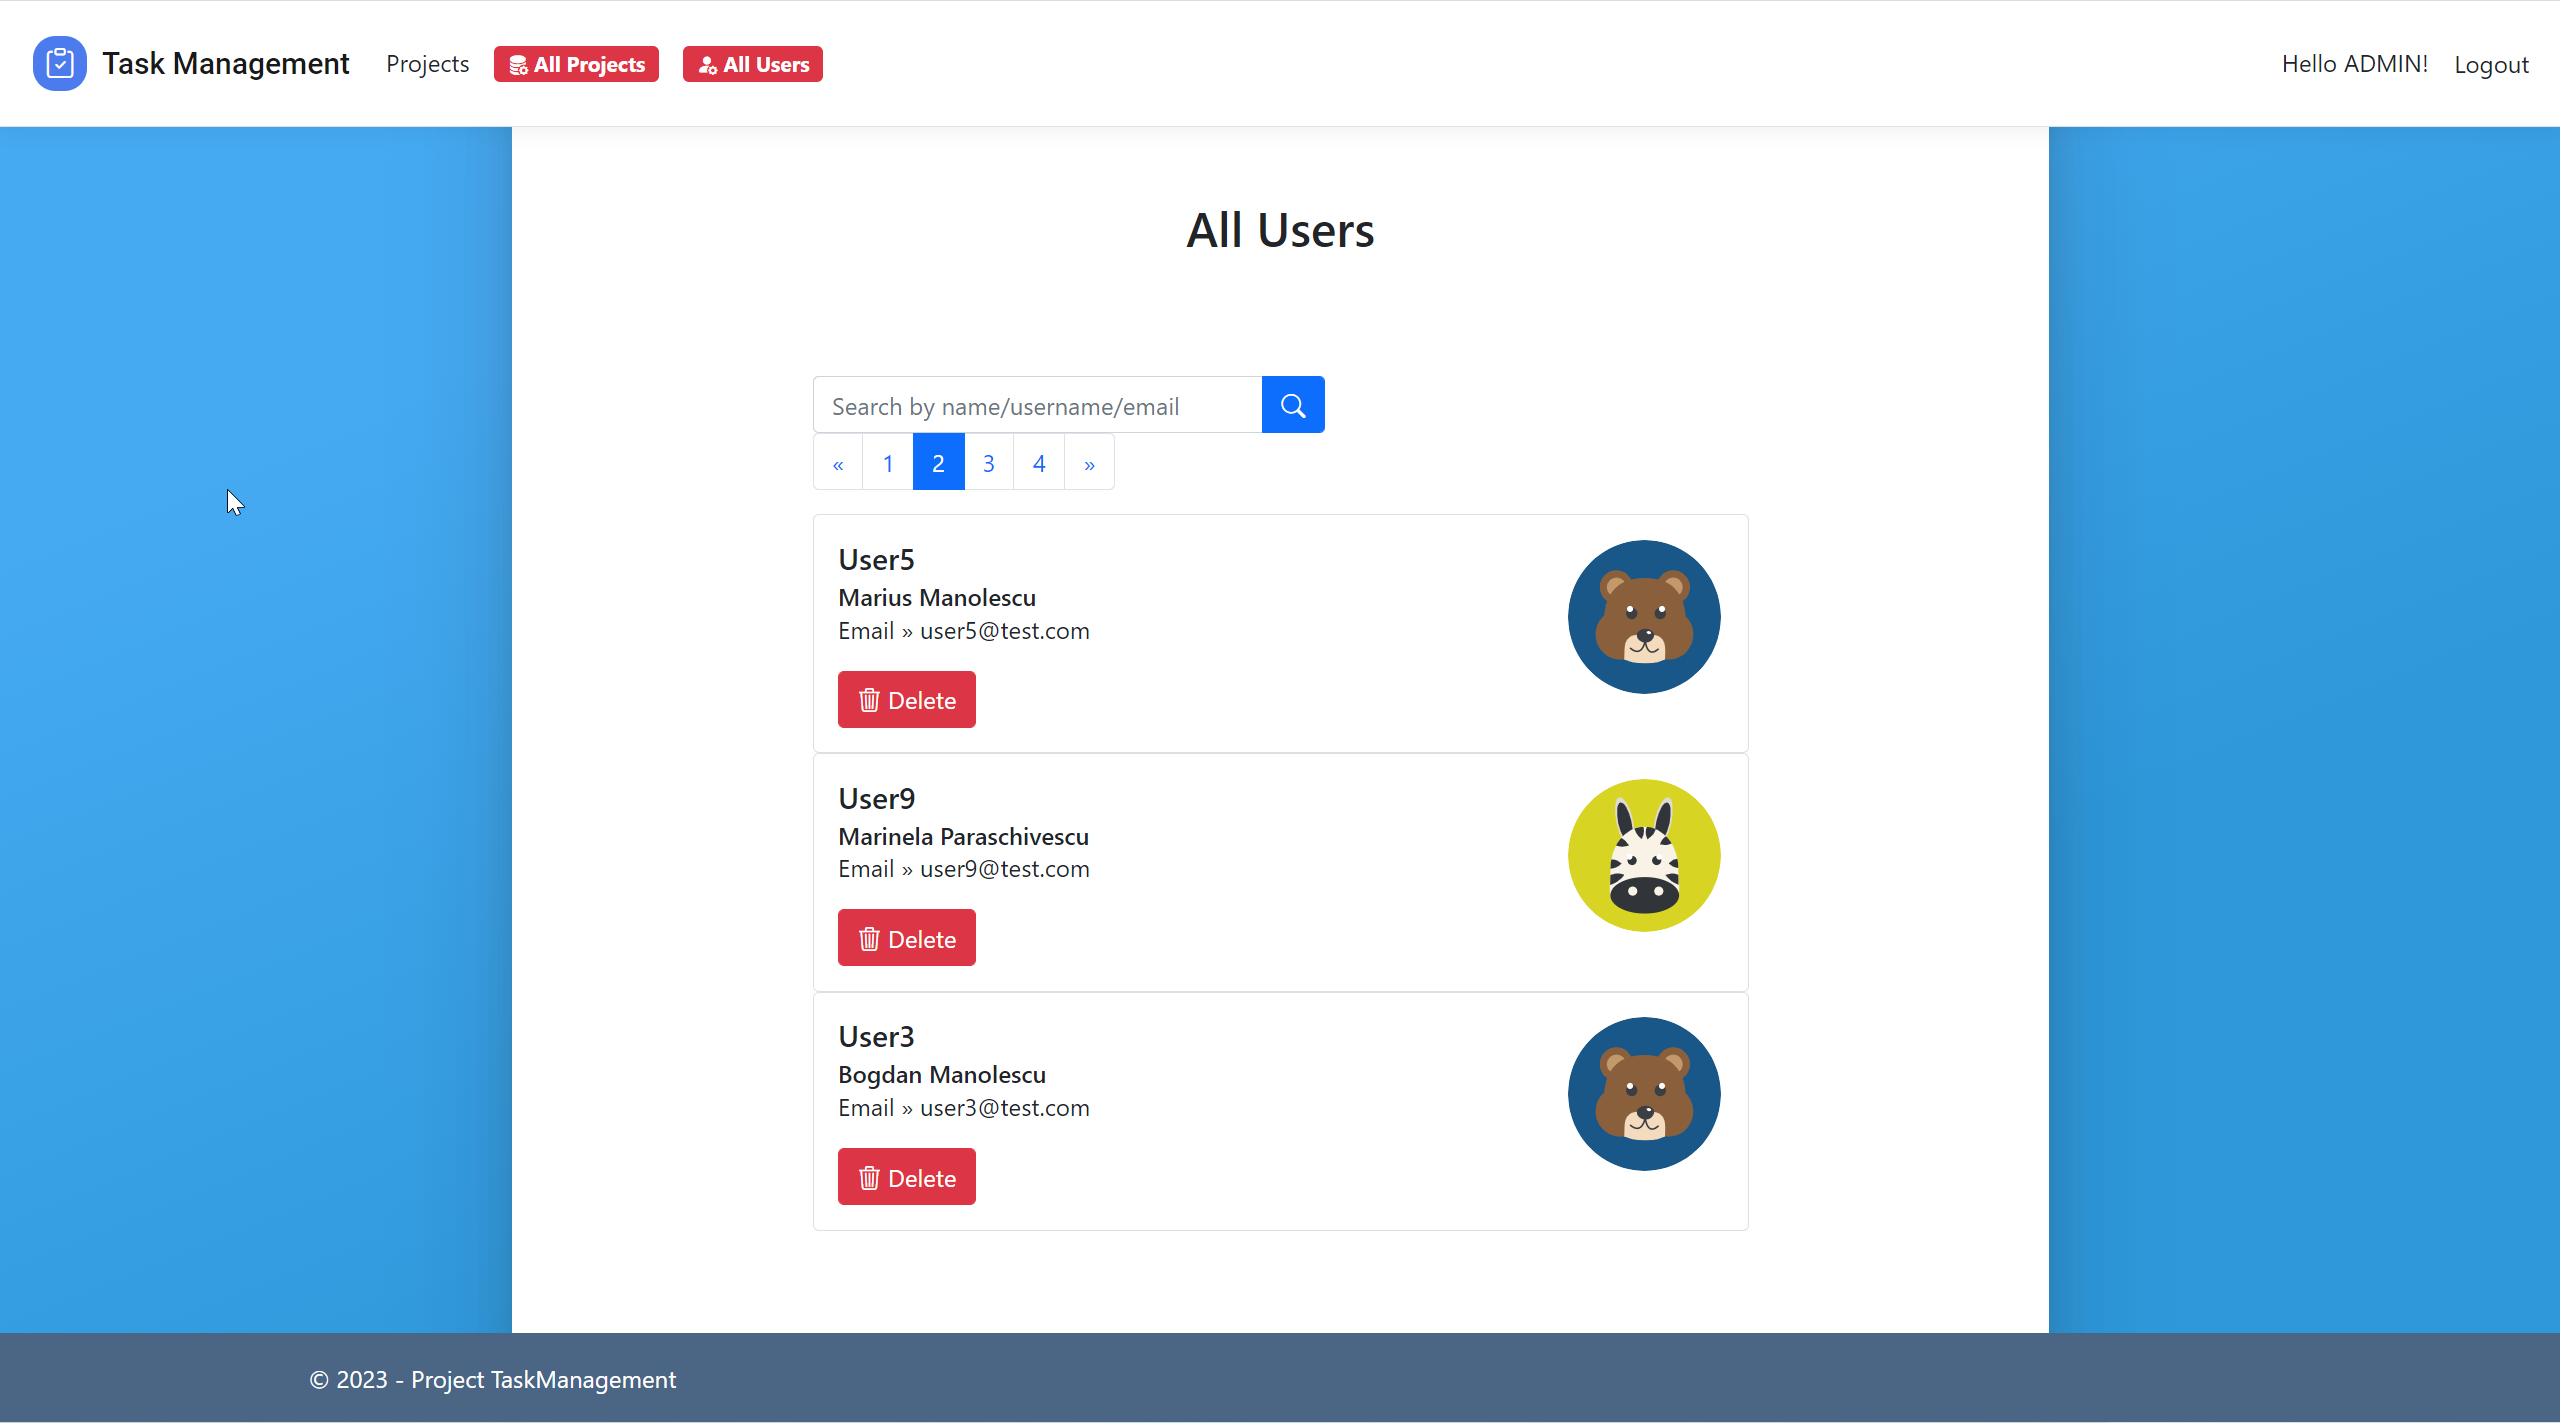 Task Management Projects All Projects All Users Hello ADMIN! Logout
All Users
Search by name/username/email
« 1 2 3 4 »
User5
Marius Manolescu
Email » user5@test.com
Delete
User9
Marinela Paraschivescu
Email » user9@test.com
Delete
User3
Bogdan Manolescu
Email » user3@test.com
Delete
© 2023 - Project TaskManagement